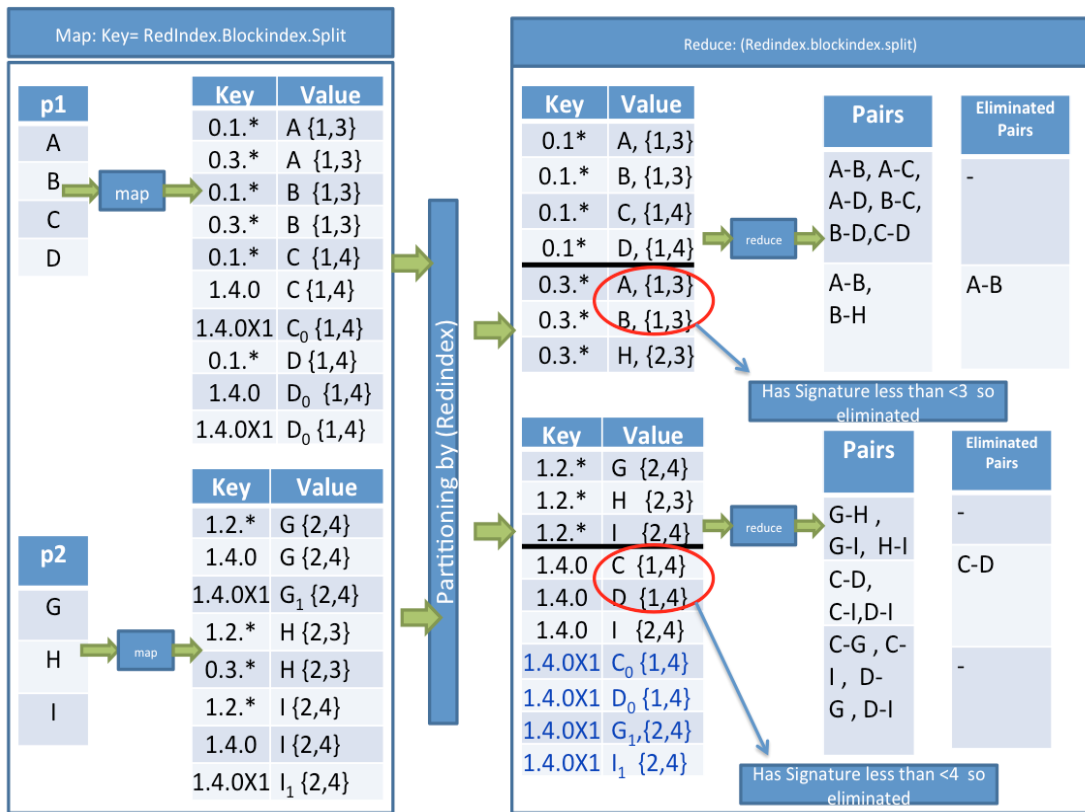 Map: Key= RedIndex.Blockindex.Split
p1
A
B
C
D
map
Key Value
0.1.* A {1,3}
0.3.* A {1,3}
0.1.* B {1,3}
0.3.* B {1,3}
0.1.* C {1,4}
1.4.0 C {1,4}
1.4.0X1 C₀ {1,4}
0.1.* D {1,4}
1.4.0 D₀ {1,4}
1.4.0X1 D₀ {1,4}
p2
G
H
I
map
Key Value
1.2.* G {2,4}
1.4.0 G {2,4}
1.4.0X1 G₁ {2,4}
1.2.* H {2,3}
0.3.* H {2,3}
1.2.* I {2,4}
1.4.0 I {2,4}
1.4.0X1 I₁ {2,4}
Partitioning by (Redindex)
Reduce: (Redindex.blockindex.split)
Key Value
0.1* A, {1,3}
0.1.* B, {1,3}
0.1.* C, {1,4}
0.1* D, {1,4}
0.3.* A, {1,3}
0.3.* B, {1,3}
0.3.* H, {2,3}
reduce
Pairs
A-B, A-C,
A-D, B-C,
B-D,C-D
A-B,
B-H
Eliminated
Pairs
-
A-B
Has Signature less than <3 so
eliminated
Key Value
1.2.* G {2,4}
1.2.* H {2,3}
1.2.* I {2,4}
1.4.0 C {1,4}
1.4.0 D {1,4}
1.4.0 I {2,4}
1.4.0X1 C₀ {1,4}
1.4.0X1 D₀ {1,4}
1.4.0X1 G₁,{2,4}
1.4.0X1 I₁ {2,4}
reduce
Pairs
G-H ,
G-I, H-I
C-D,
C-I,D-I
C-G , C-
I , D-
G , D-I
Eliminated
Pairs
-
C-D
-
Has Signature less than <4 so
eliminated